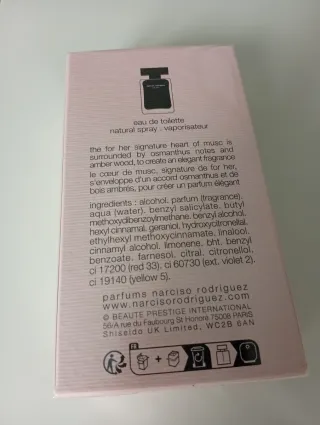 eau de toilette
natural spray . vaporisateur
the for her signature heart of musc is
surrounded by osmanthus notes and
amber wood, to create an elegant fragrance
le cœur de musc, signature de for her,
s'enveloppe d'un accord osmanthus et de
bois ambrés, pour créer un parfum élégant
ingredients : alcohol. parfum (fragrance).
aqua (water). benzyl salicylate. butyl
methoxydibenzoylmethane. benzyl alcohol.
hexyl cinnamal. geraniol. hydroxycitronellal.
ethylhexyl methoxycinnamate. linalool.
cinnamyl alcohol. limonene. bht. benzyl
benzoate. farnesol. citral. citronellol.
ci 17200 (red 33). ci 60730 (ext. violet 2).
ci 19140 (yellow 5).
parfums narciso rodriguez
www.narcisorodriguez.com
© BEAUTE PRESTIGE INTERNATIONAL
56/A rue du Faubourg St Honoré 75008 PARIS
Shiseido UK Limited, WC2B 6AN
FR
+